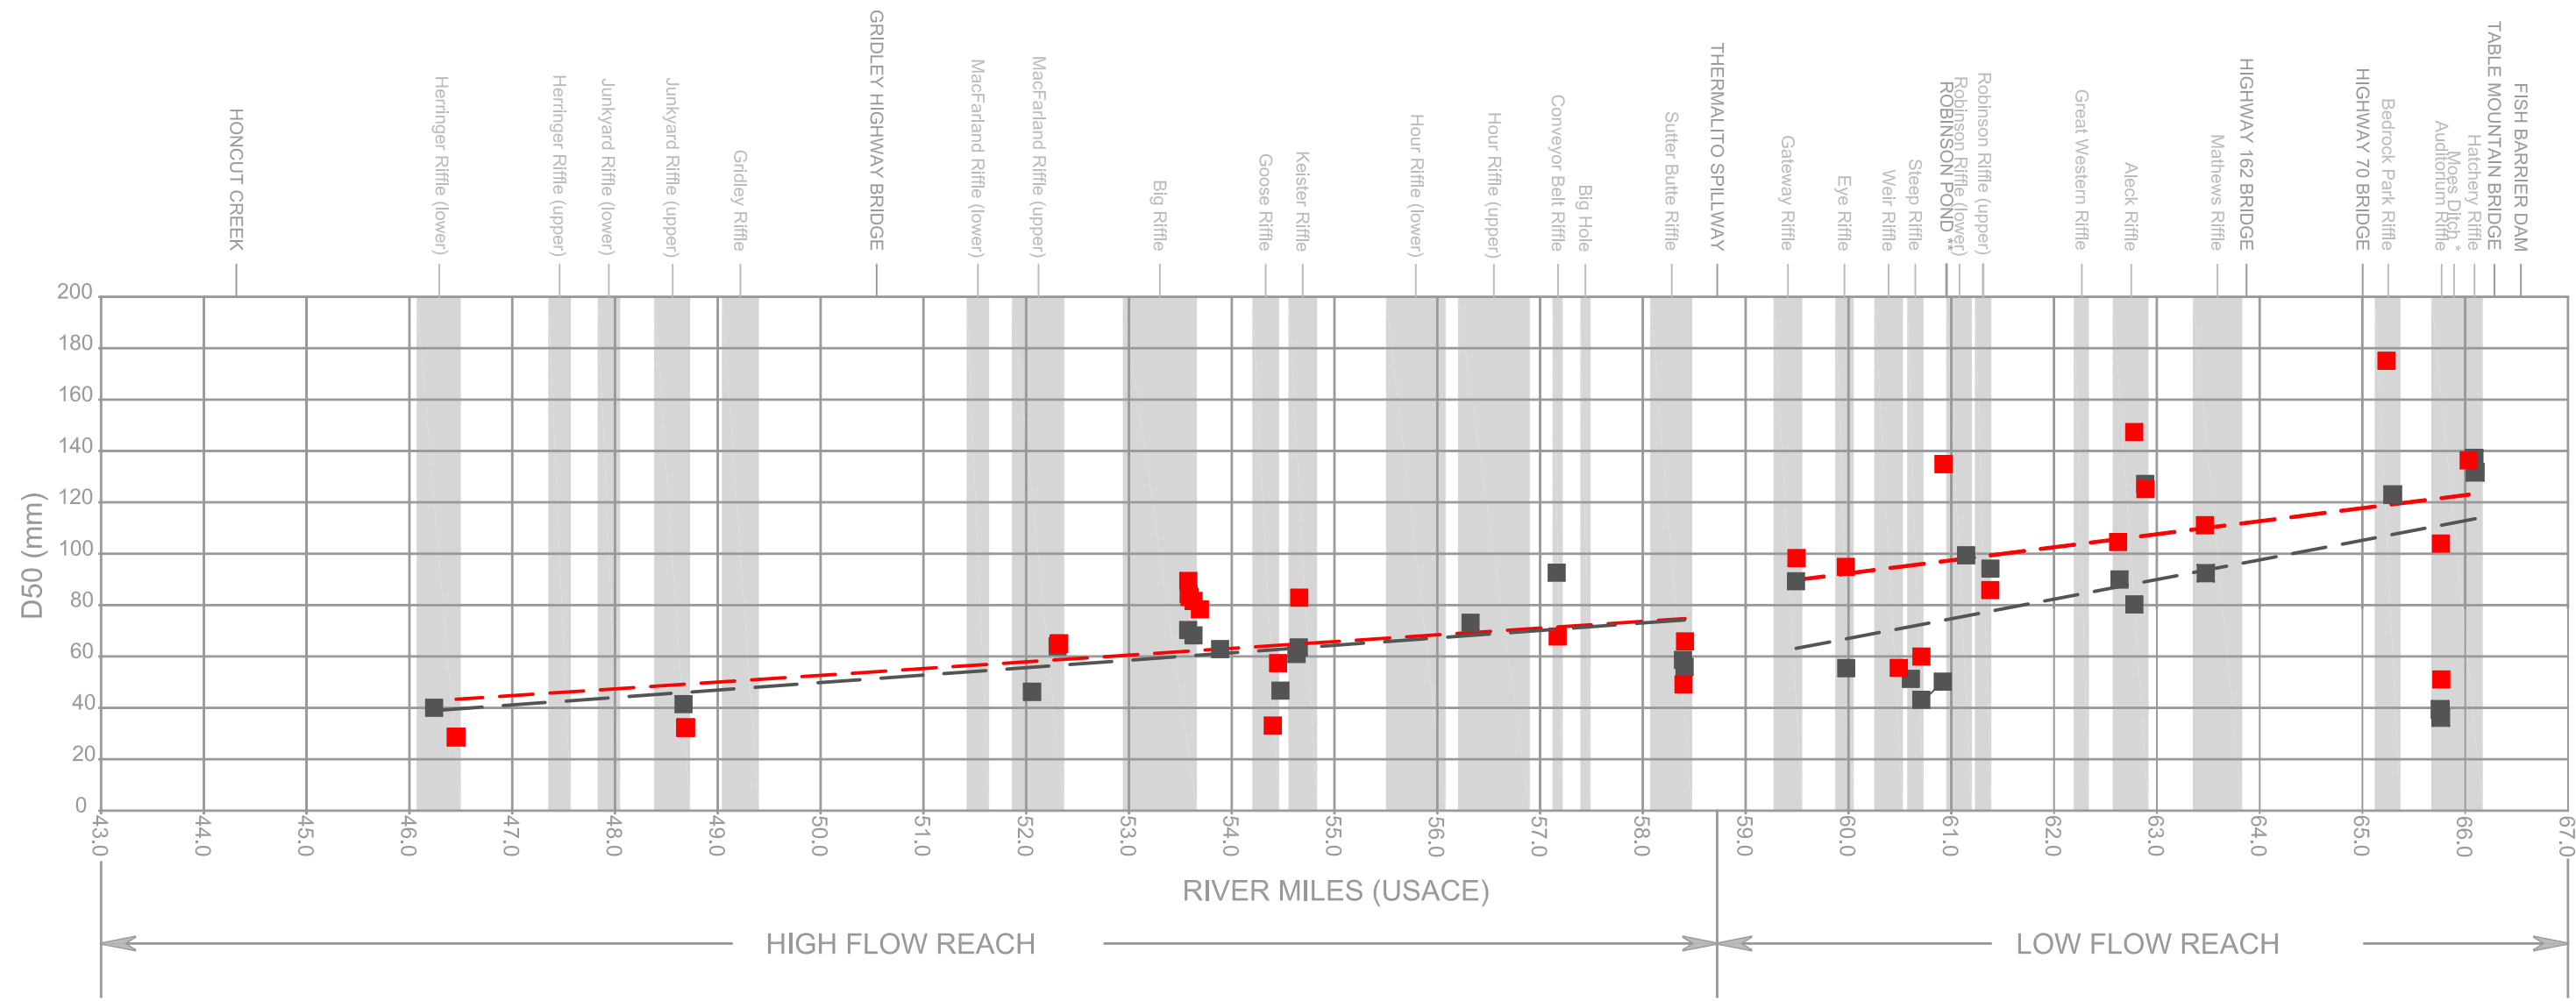 HONCUT CREEK
Herringer Riffle (lower)
Herringer Riffle (upper)
Junkyard Riffle (lower)
Junkyard Riffle (upper)
Gridley Riffle
GRIDLEY HIGHWAY BRIDGE
MacFarland Riffle (lower)
MacFarland Riffle (upper)
Big Riffle
Goose Riffle
Keister Riffle
Hour Riffle (lower)
Hour Riffle (upper)
Conveyor Belt Riffle
Big Hole
Sutter Butte Riffle
THERMALITO SPILLWAY
Gateway Riffle
Eye Riffle
Weir Riffle
Steep Riffle
ROBINSON POND **
Robinson Riffle (lower)
Robinson Riffle (upper)
Great Western Riffle
Aleck Riffle
Mathews Riffle
HIGHWAY 162 BRIDGE
HIGHWAY 70 BRIDGE
Bedrock Park Riffle
Auditorium Riffle
Moes Ditch *
Hatchery Riffle
TABLE MOUNTAIN BRIDGE
FISH BARRIER DAM
200
180
160
140
120
100
80
60
40
20
0
D50 (mm)
43.0
44.0
45.0
46.0
47.0
48.0
49.0
50.0
51.0
52.0
53.0
54.0
55.0
56.0
57.0
58.0
59.0
60.0
61.0
62.0
63.0
64.0
65.0
66.0
67.0
RIVER MILES (USACE)
HIGH FLOW REACH
LOW FLOW REACH